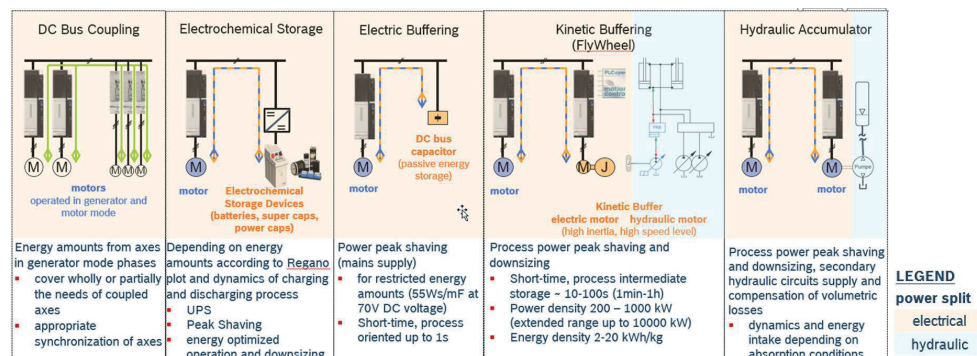 DC Bus Coupling
M
M
M
M
M
motors
operated in generator and
motor mode
Energy amounts from axes
in generator mode phases
cover wholly or partially
the needs of coupled
axes
appropriate
synchronization of axes
Electrochemical Storage
M
motor
Electrochemical
Storage Devices
(batteries, super caps,
power caps)
Depending on energy
amounts according to Regano
plot and dynamics of charging
and discharging process
UPS
Peak Shaving
energy optimized
operation and downsizing
Electric Buffering
M
motor
DC bus
capacitor
(passive energy
storage)
Power peak shaving
(mains supply)
for restricted energy
amounts (55Ws/mF at
70V DC voltage)
Short-time, process
oriented up to 1s
Kinetic Buffering
(FlyWheel)
M
M
J
motor
Kinetic Buffer
electric motor hydraulic motor
(high inertia, high speed level)
Process power peak shaving and
downsizing
Short-time, process intermediate
storage ~ 10-100s (1min-1h)
Power density 200 – 1000 kW
(extended range up to 10000 kW)
Energy density 2-20 kWh/kg
Hydraulic Accumulator
M
M
Pumpe
motor
motor
Process power peak shaving
and downsizing, secondary
hydraulic circuits supply and
compensation of volumetric
losses
dynamics and energy
intake depending on
absorption conditions
LEGEND
power split
electrical
hydraulic